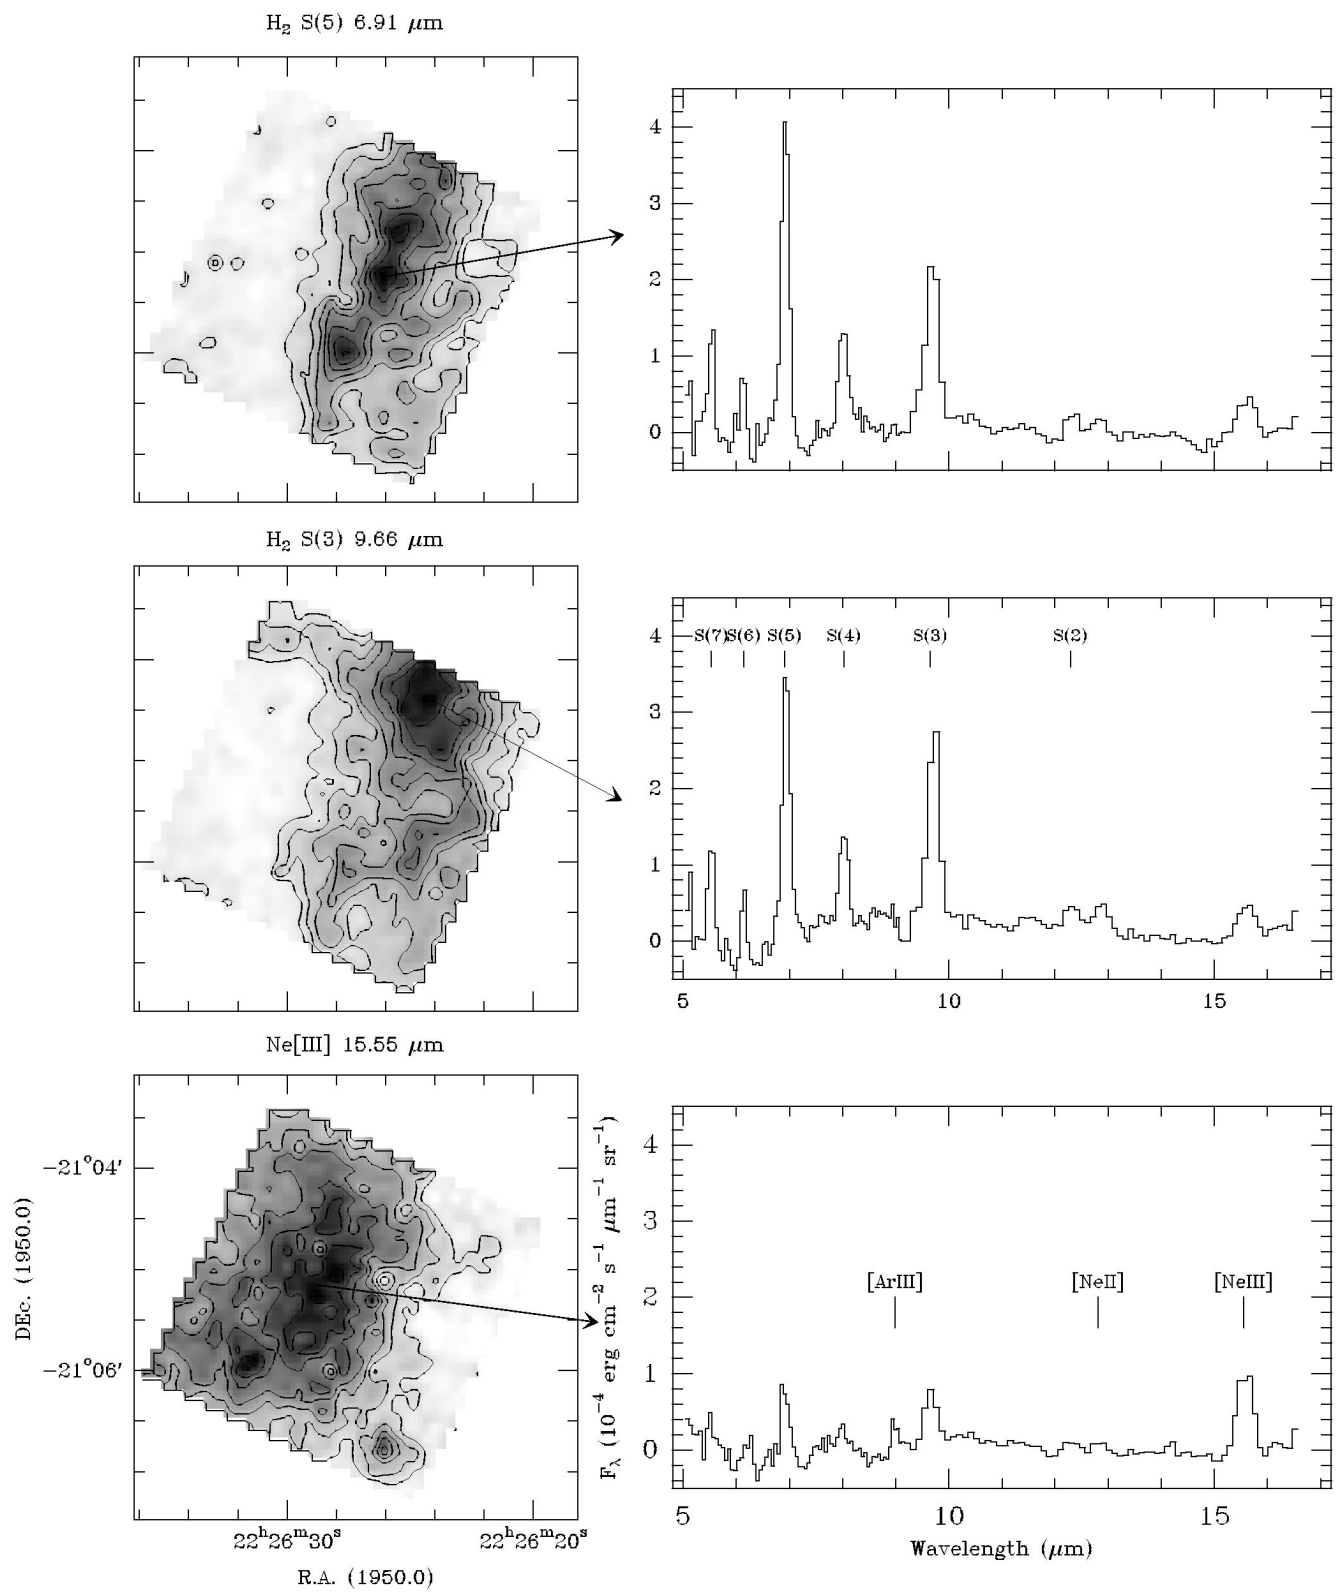 H₂ S(5) 6.91 μm
4
3
2
1
0
H₂ S(3) 9.66 μm
4
S(7) S(6) S(5) S(4) S(3) S(2)
3
2
1
0
5 10 15
Ne[III] 15.55 μm
DEc. (1950.0)
−21°04′
−21°06′
22ʰ26ᵐ30ˢ 22ʰ26ᵐ20ˢ
R.A. (1950.0)
F_λ (10⁻⁴ erg cm⁻² s⁻¹ μm⁻¹ sr⁻¹)
4
3
[ArIII] [NeII] [NeIII]
2
1
0
5 10 15
Wavelength (μm)